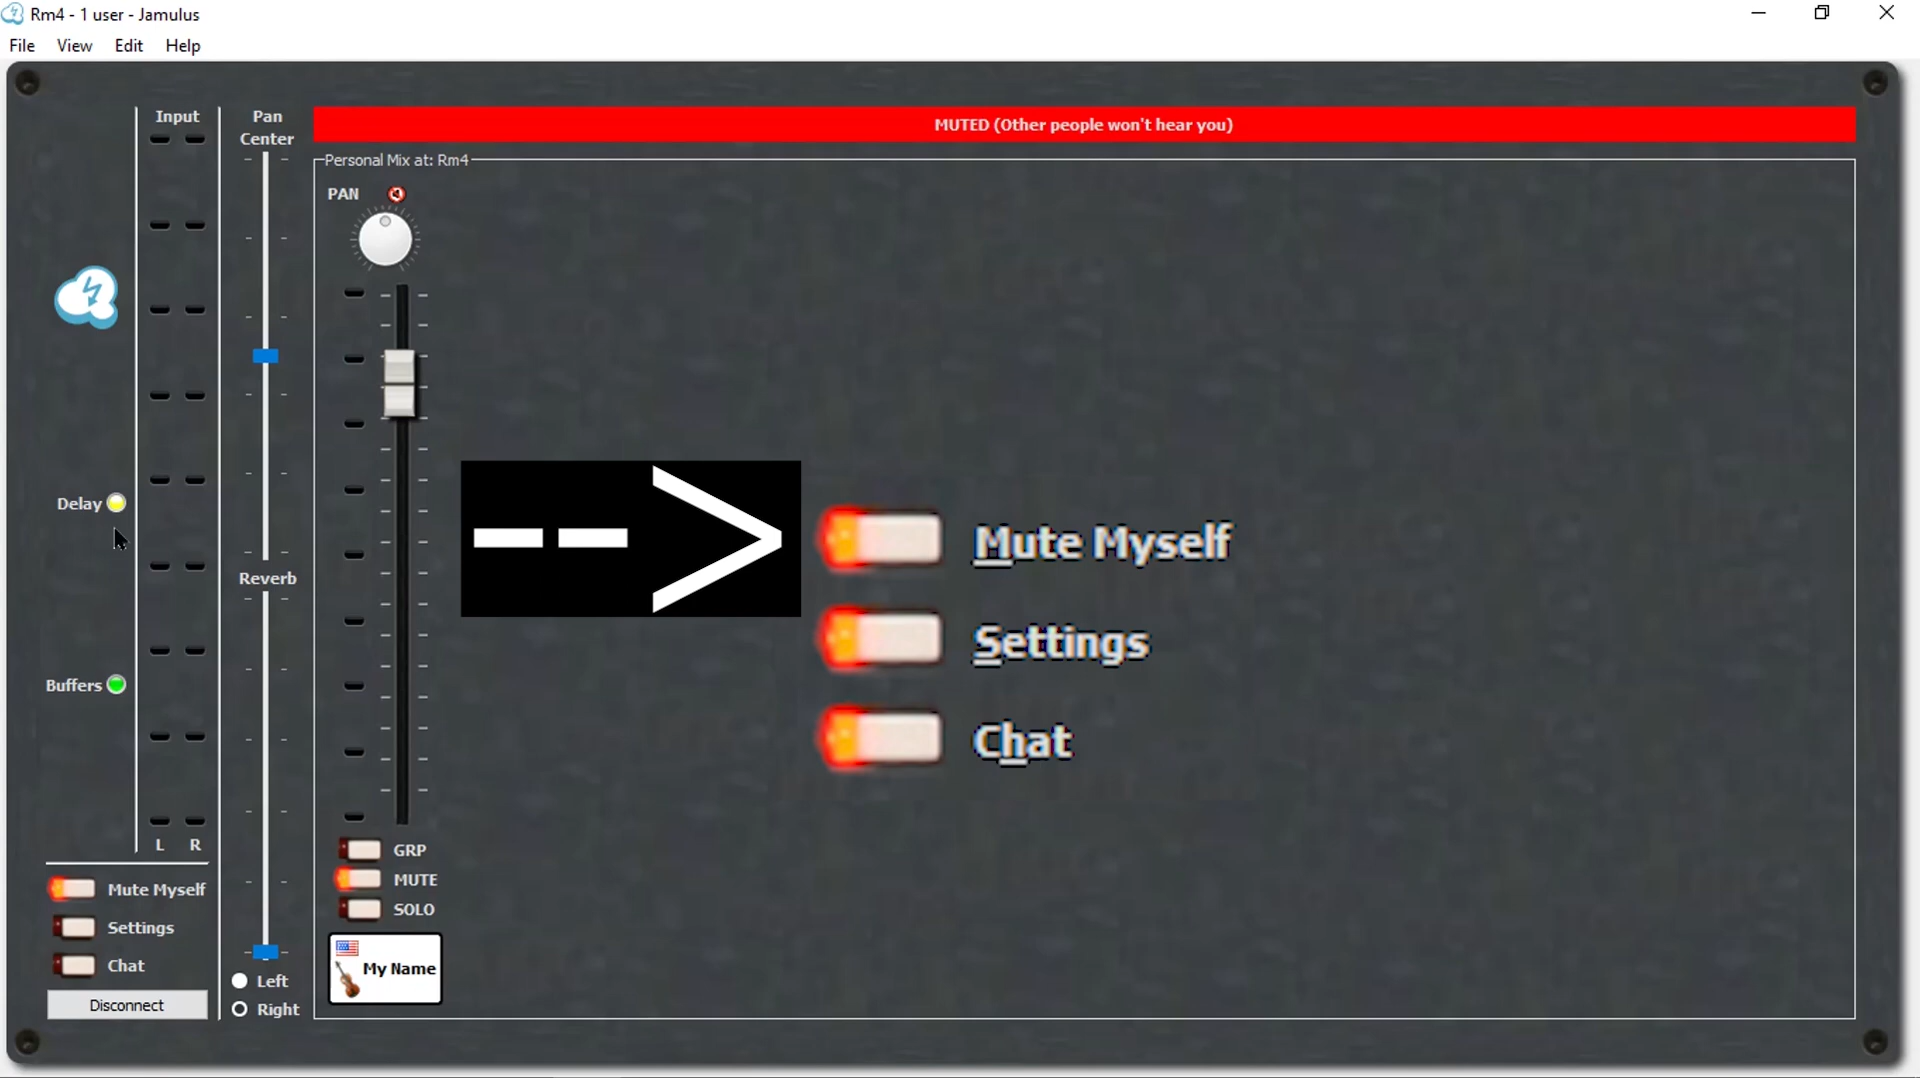 Rm4 - 1 user - Jamulus
File View Edit Help
Input
Pan
Center
MUTED (Other people won't hear you)
Personal Mix at: Rm4
PAN
Delay
-->
Mute Myself
Settings
Chat
Reverb
Buffers
L R
GRP
MUTE
SOLO
Mute Myself
Settings
Chat
Disconnect
Left
Right
My Name